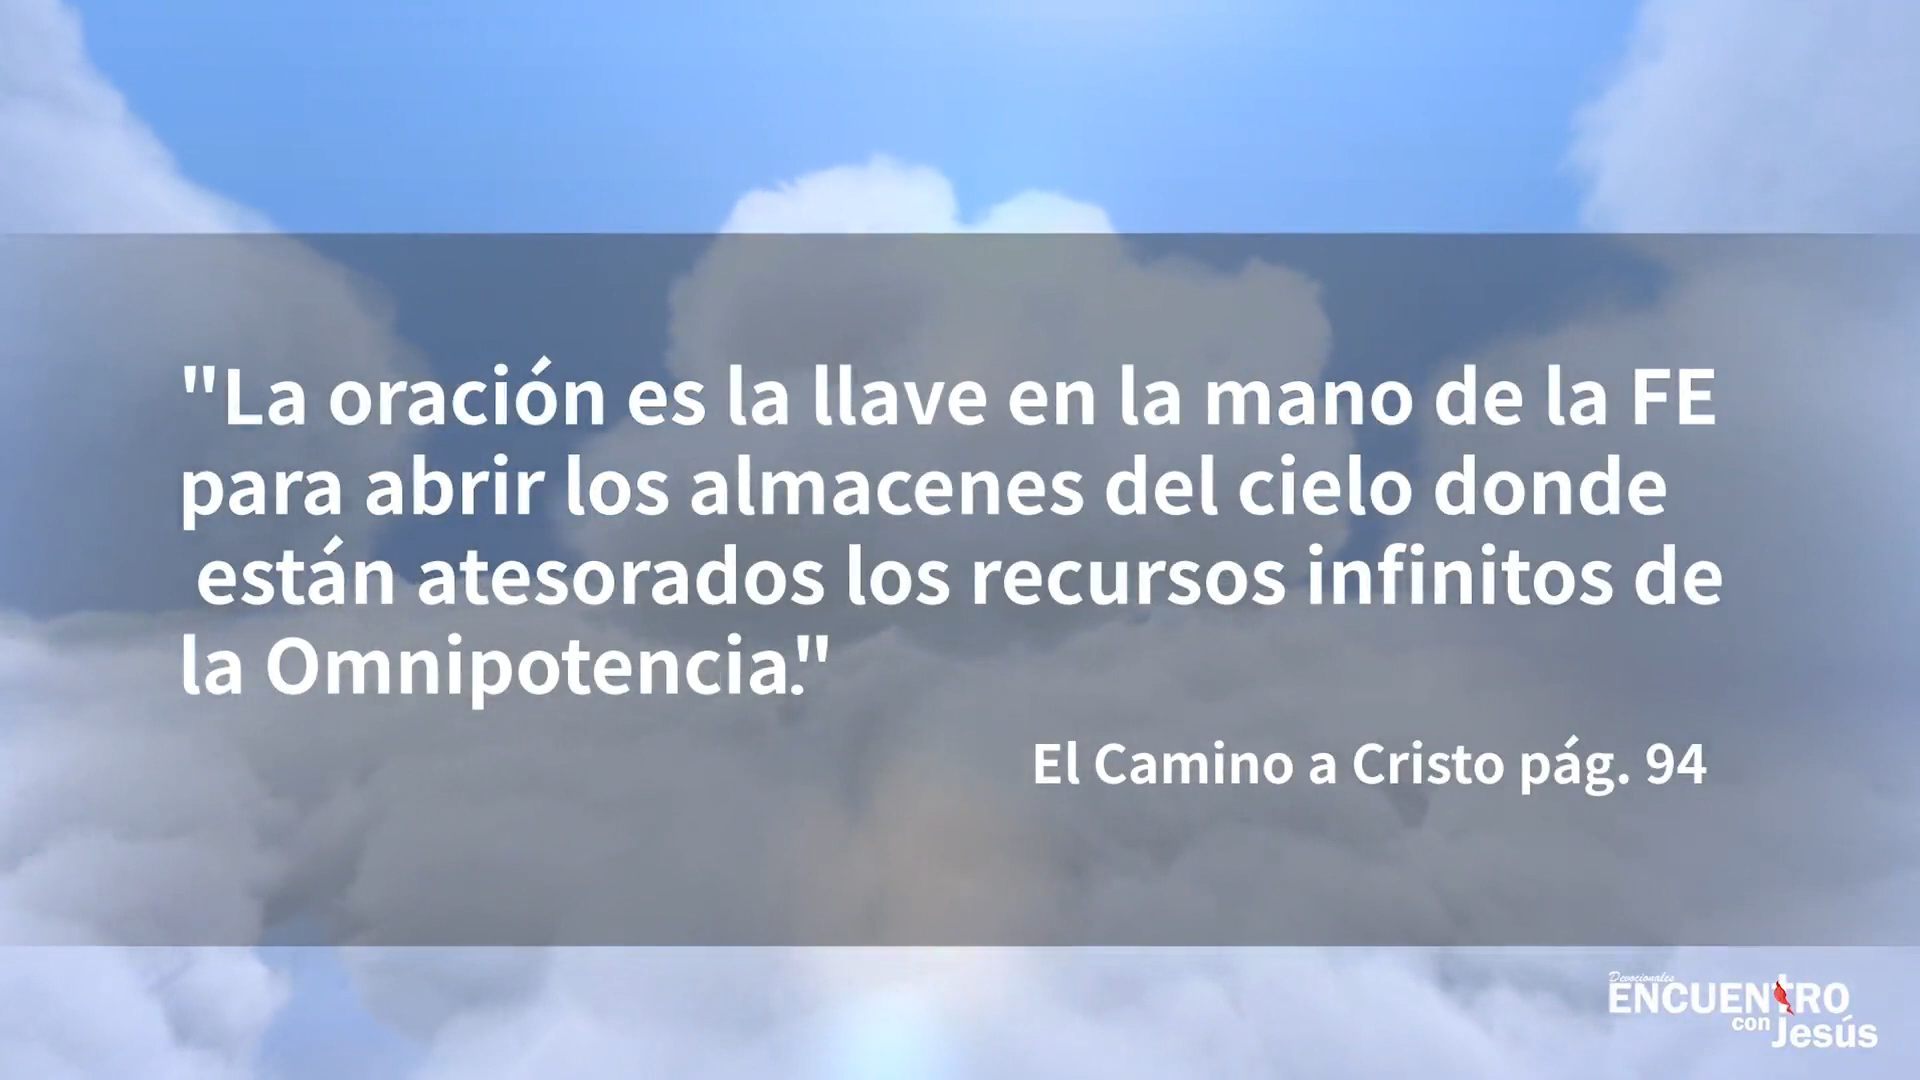 "La oración es la llave en la mano de la FE
para abrir los almacenes del cielo donde
están atesorados los recursos infinitos de
la Omnipotencia."
El Camino a Cristo pág. 94
Devocionales
ENCUENTRO
con Jesús